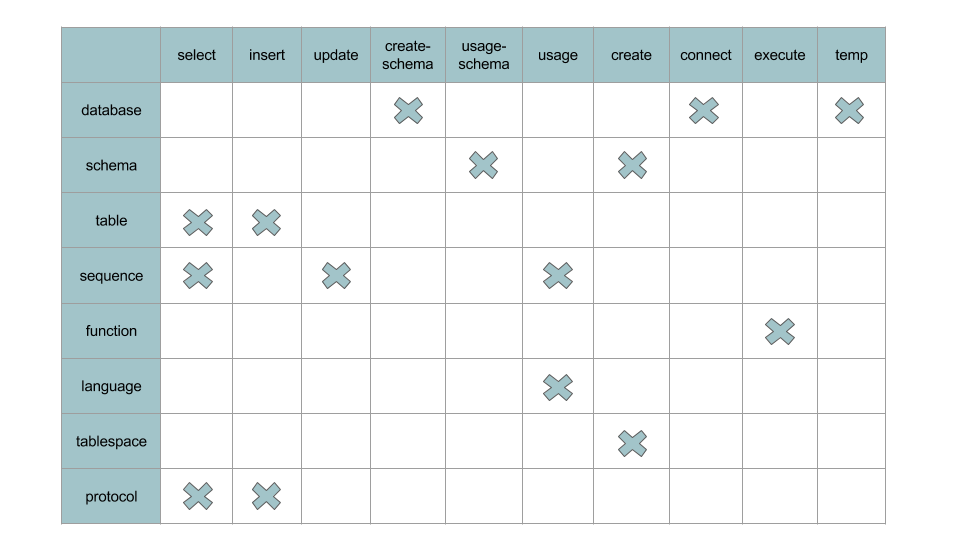 select insert update create-schema usage-schema usage create connect execute temp
database
schema
table
sequence
function
language
tablespace
protocol